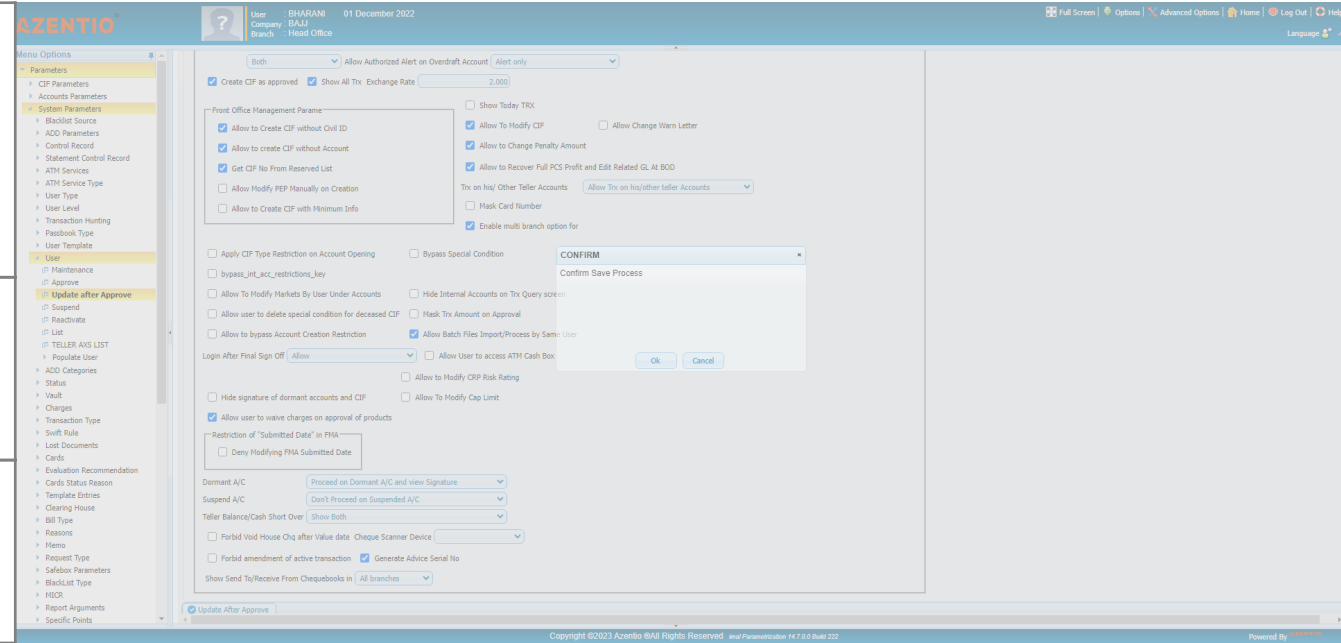 AZENTIO
User : BHARANI 01 December 2022
Company : BAJJ
Branch : Head Office
Full Screen | Options | Advanced Options | Home | Log Out | Help
Language
Menu Options
Parameters
CIF Parameters
Accounts Parameters
System Parameters
Blacklist Source
ADD Parameters
Control Record
Statement Control Record
ATM Services
ATM Service Type
User Type
User Level
Transaction Hunting
Passbook Type
User Template
User
Maintenance
Approve
Update after Approve
Suspend
Reactivate
List
TELLER AXS LIST
Populate User
ADD Categories
Status
Vault
Charges
Transaction Type
Swift Rule
Lost Documents
Cards
Evaluation Recommendation
Cards Status Reason
Template Entries
Clearing House
Bill Type
Reasons
Memo
Request Type
Safebox Parameters
BlackList Type
MICR
Report Arguments
Specific Points
Both Allow Authorized Alert on Overdraft Account Alert only
Create CIF as approved Show All Trx Exchange Rate 2.000
Front Office Management Parame
Allow to Create CIF without Civil ID
Allow to create CIF without Account
Get CIF No From Reserved List
Allow Modify PEP Manually on Creation
Allow to Create CIF with Minimum Info
Show Today TRX
Allow To Modify CIF Allow Change Warn Letter
Allow to Change Penalty Amount
Allow to Recover Full PCS Profit and Edit Related GL At BOD
Trx on his/ Other Teller Accounts Allow Trx on his/other teller Accounts
Mask Card Number
Enable multi branch option for
Apply CIF Type Restriction on Account Opening Bypass Special Condition
bypass_int_acc_restrictions_key
Allow To Modify Markets By User Under Accounts Hide Internal Accounts on Trx Query screen
Allow user to delete special condition for deceased CIF Mask Trx Amount on Approval
Allow to bypass Account Creation Restriction Allow Batch Files Import/Process by Same User
Login After Final Sign Off Allow Allow User to access ATM Cash Box
Allow to Modify CRP Risk Rating
Hide signature of dormant accounts and CIF Allow To Modify Cap Limit
Allow user to waive charges on approval of products
Restriction of "Submitted Date" in FMA
Deny Modifying FMA Submitted Date
Dormant A/C Proceed on Dormant A/C and view Signature
Suspend A/C Don't Proceed on Suspended A/C
Teller Balance/Cash Short Over Show Both
Forbid Void House Chq after Value date Cheque Scanner Device
Forbid amendment of active transaction Generate Advice Serial No
Show Send To/Receive From Chequebooks in All branches
CONFIRM
Confirm Save Process
Ok Cancel
Update After Approve
Copyright ©2023 Azentio ®All Rights Reserved imal Parametrization 14.7.0.0 Build 222
Powered By